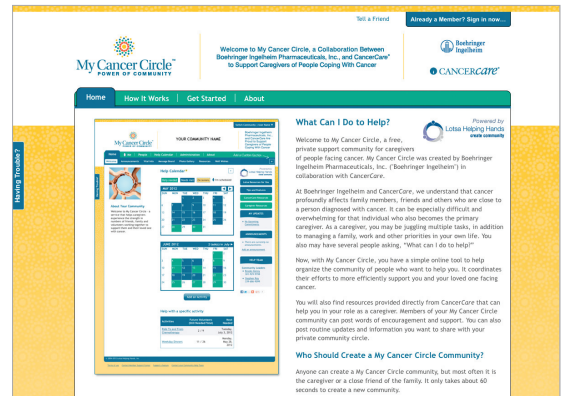 Tell a Friend
Already a Member? Sign in now...
My Cancer Circle™
POWER OF COMMUNITY
Welcome to My Cancer Circle, a Collaboration Between
Boehringer Ingelheim Pharmaceuticals, Inc., and CancerCare®
to Support Caregivers of People Coping With Cancer
Boehringer
Ingelheim
CANCERcare®
Home
How It Works
Get Started
About
Having Trouble?
YOUR COMMUNITY NAME
My Cancer Circle
Help Calendar
MAY 2012
JUNE 2012
About Your Community
Help with a specific activity
What Can I Do to Help?
Powered by
Lotsa Helping Hands
create community
Welcome to My Cancer Circle, a free,
private support community for caregivers
of people facing cancer. My Cancer Circle was created by Boehringer
Ingelheim Pharmaceuticals, Inc. ("Boehringer Ingelheim") in
collaboration with CancerCare.
At Boehringer Ingelheim and CancerCare, we understand that cancer
profoundly affects family members, friends and others who are close to
a person diagnosed with cancer. It can be especially difficult and
overwhelming for that individual who also becomes the primary
caregiver. As a caregiver, you may be juggling multiple tasks, in addition
to managing a family, work and other priorities in your own life. You
also may have several people asking, "What can I do to help?"
Now, with My Cancer Circle, you have a simple online tool to help
organize the community of people who want to help you. It coordinates
their efforts to more efficiently support you and your loved one facing
cancer.
You will also find resources provided directly from CancerCare that can
help you in your role as a caregiver. Members of your My Cancer Circle
community can post words of encouragement and support. You can also
post routine updates and information you want to share with your
private community circle.
Who Should Create a My Cancer Circle Community?
Anyone can create a My Cancer Circle community, but most often it is
the caregiver or a close friend of the family. It only takes about 60
seconds to create a new community.